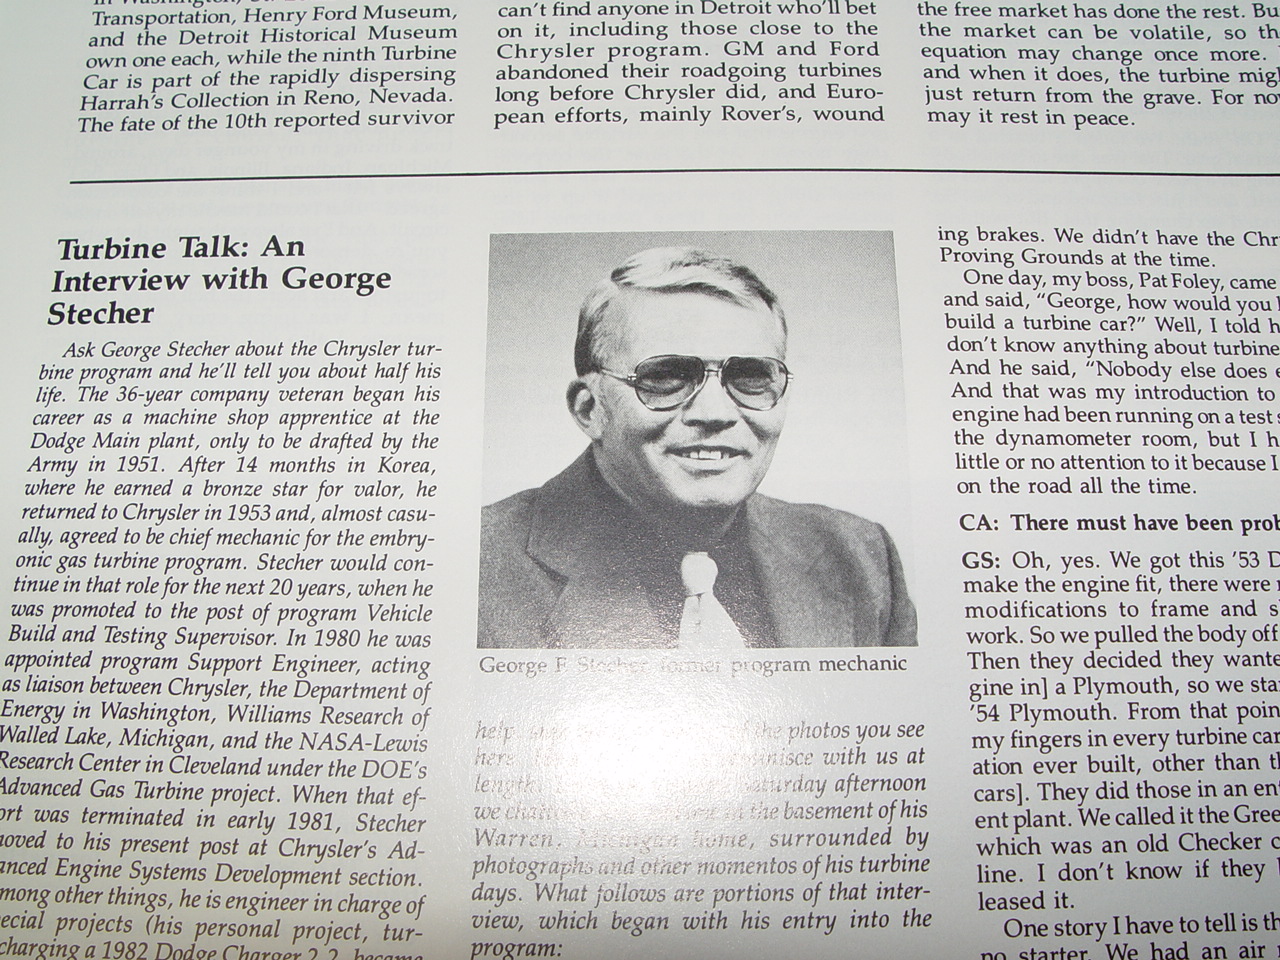 Transportation, Henry Ford Museum,
and the Detroit Historical Museum
own one each, while the ninth Turbine
Car is part of the rapidly dispersing
Harrah's Collection in Reno, Nevada.
The fate of the 10th reported survivor
can't find anyone in Detroit who'll bet
on it, including those close to the
Chrysler program. GM and Ford
abandoned their roadgoing turbines
long before Chrysler did, and Euro-
pean efforts, mainly Rover's, wound
the free market has done the rest. Bu
the market can be volatile, so th
equation may change once more.
and when it does, the turbine mig
just return from the grave. For no
may it rest in peace.
Turbine Talk: An
Interview with George
Stecher
Ask George Stecher about the Chrysler tur-
bine program and he'll tell you about half his
life. The 36-year company veteran began his
career as a machine shop apprentice at the
Dodge Main plant, only to be drafted by the
Army in 1951. After 14 months in Korea,
where he earned a bronze star for valor, he
returned to Chrysler in 1953 and, almost casu-
ally, agreed to be chief mechanic for the embry-
onic gas turbine program. Stecher would con-
tinue in that role for the next 20 years, when he
was promoted to the post of program Vehicle
Build and Testing Supervisor. In 1980 he was
appointed program Support Engineer, acting
as liaison between Chrysler, the Department of
Energy in Washington, Williams Research of
Walled Lake, Michigan, and the NASA-Lewis
Research Center in Cleveland under the DOE's
Advanced Gas Turbine project. When that ef-
ort was terminated in early 1981, Stecher
noved to his present post at Chrysler's Ad-
anced Engine Systems Development section.
mong other things, he is engineer in charge of
ecial projects (his personal project, tur-
charging a 1982 Dodge Charger 2.2, became
George F. Stecher, former program mechanic
help the photos you see
here with us at
length. Saturday afternoon
we in the basement of his
Warren, Michigan home, surrounded by
photographs and other momentos of his turbine
days. What follows are portions of that inter-
view, which began with his entry into the
program:
ing brakes. We didn't have the Chr
Proving Grounds at the time.
One day, my boss, Pat Foley, came
and said, "George, how would you l
build a turbine car?" Well, I told h
don't know anything about turbine
And he said, "Nobody else does e
And that was my introduction to
engine had been running on a test s
the dynamometer room, but I h
little or no attention to it because I
on the road all the time.
CA: There must have been prob
GS: Oh, yes. We got this '53 D
make the engine fit, there were
modifications to frame and s
work. So we pulled the body off
Then they decided they wante
gine in] a Plymouth, so we sta
'54 Plymouth. From that poin
my fingers in every turbine car
ation ever built, other than th
cars]. They did those in an ent
ent plant. We called it the Gree
which was an old Checker c
line. I don't know if they
leased it.
One story I have to tell is th
no starter. We had an air